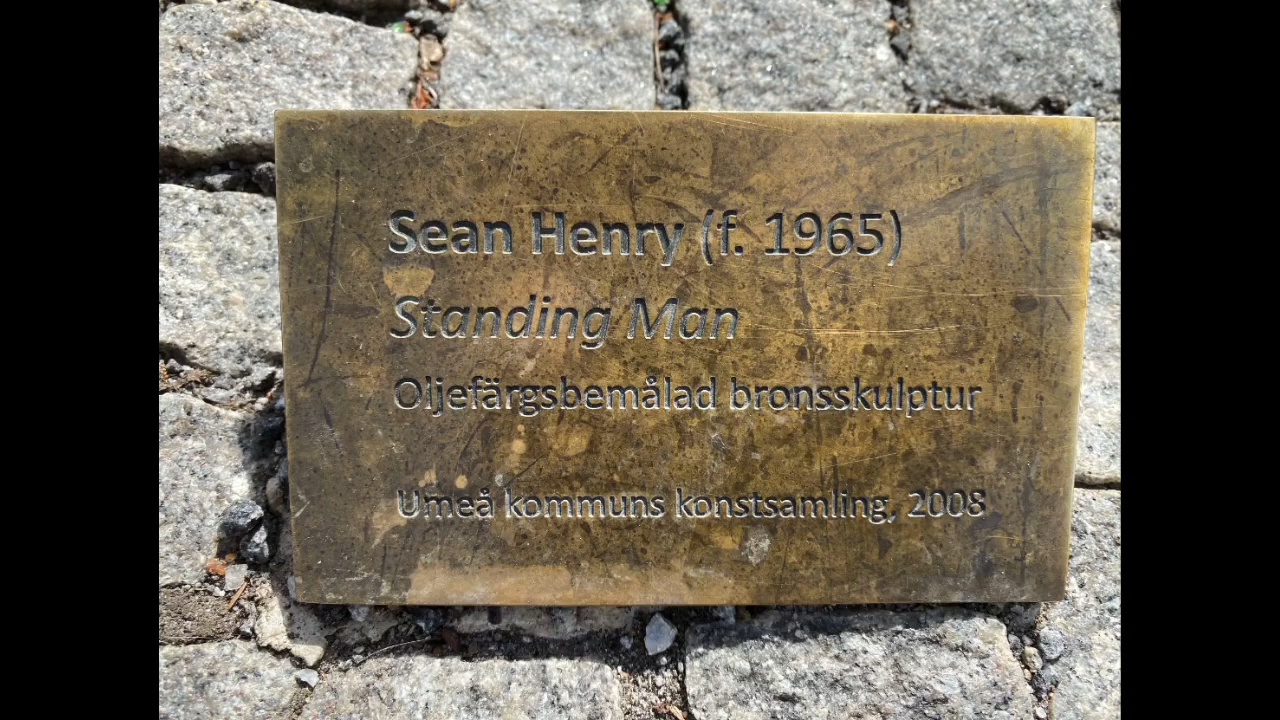 Sean Henry (f. 1965)
Standing Man
Oljefärgsbemålad bronsskulptur
Umeå kommuns konstsamling, 2008